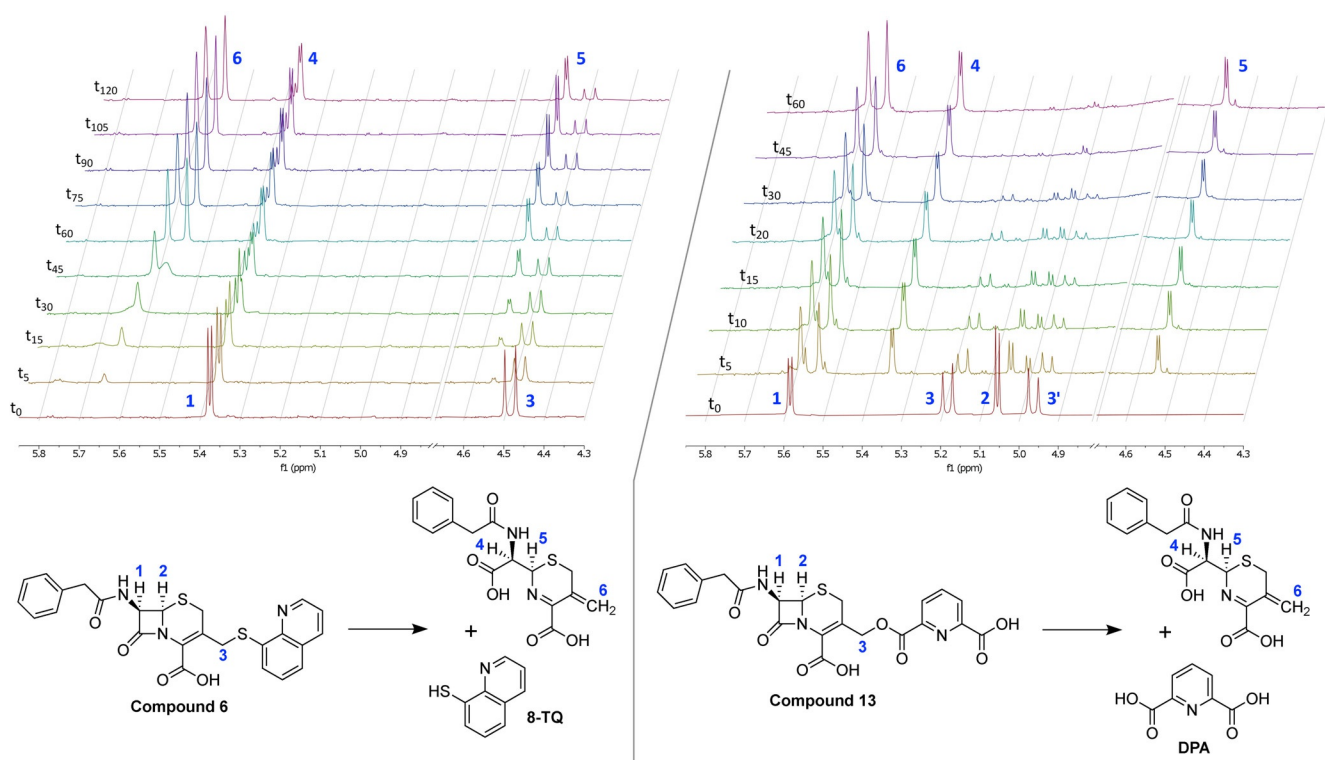 6 4 5
t120
t105
t90
t75
t60
t45
t30
t15
t5
t0
1 3
5.8 5.7 5.6 5.5 5.4 5.3 5.2 5.1 5.0 4.9 4.6 4.5 4.4 4.3
f1 (ppm)
6 4 5
t60
t45
t30
t20
t15
t10
t5
t0
1 3 2 3'
5.8 5.7 5.6 5.5 5.4 5.3 5.2 5.1 5.0 4.9 4.6 4.5 4.4 4.3
f1 (ppm)
O
NH
4 H H 5
S
O
OH
N
6
CH2
O
OH
1 2
H H
H
N
S
O
N
O
S
N
3
O
OH
Compound 6
+
N
HS
8-TQ
1 2
H H
H
N
S
O
N
O
O
3
O
N
OH
O
O
OH
Compound 13
O
NH
4 H H 5
S
O
OH
N
6
CH2
O
OH
+
HO
N
OH
O
O
DPA